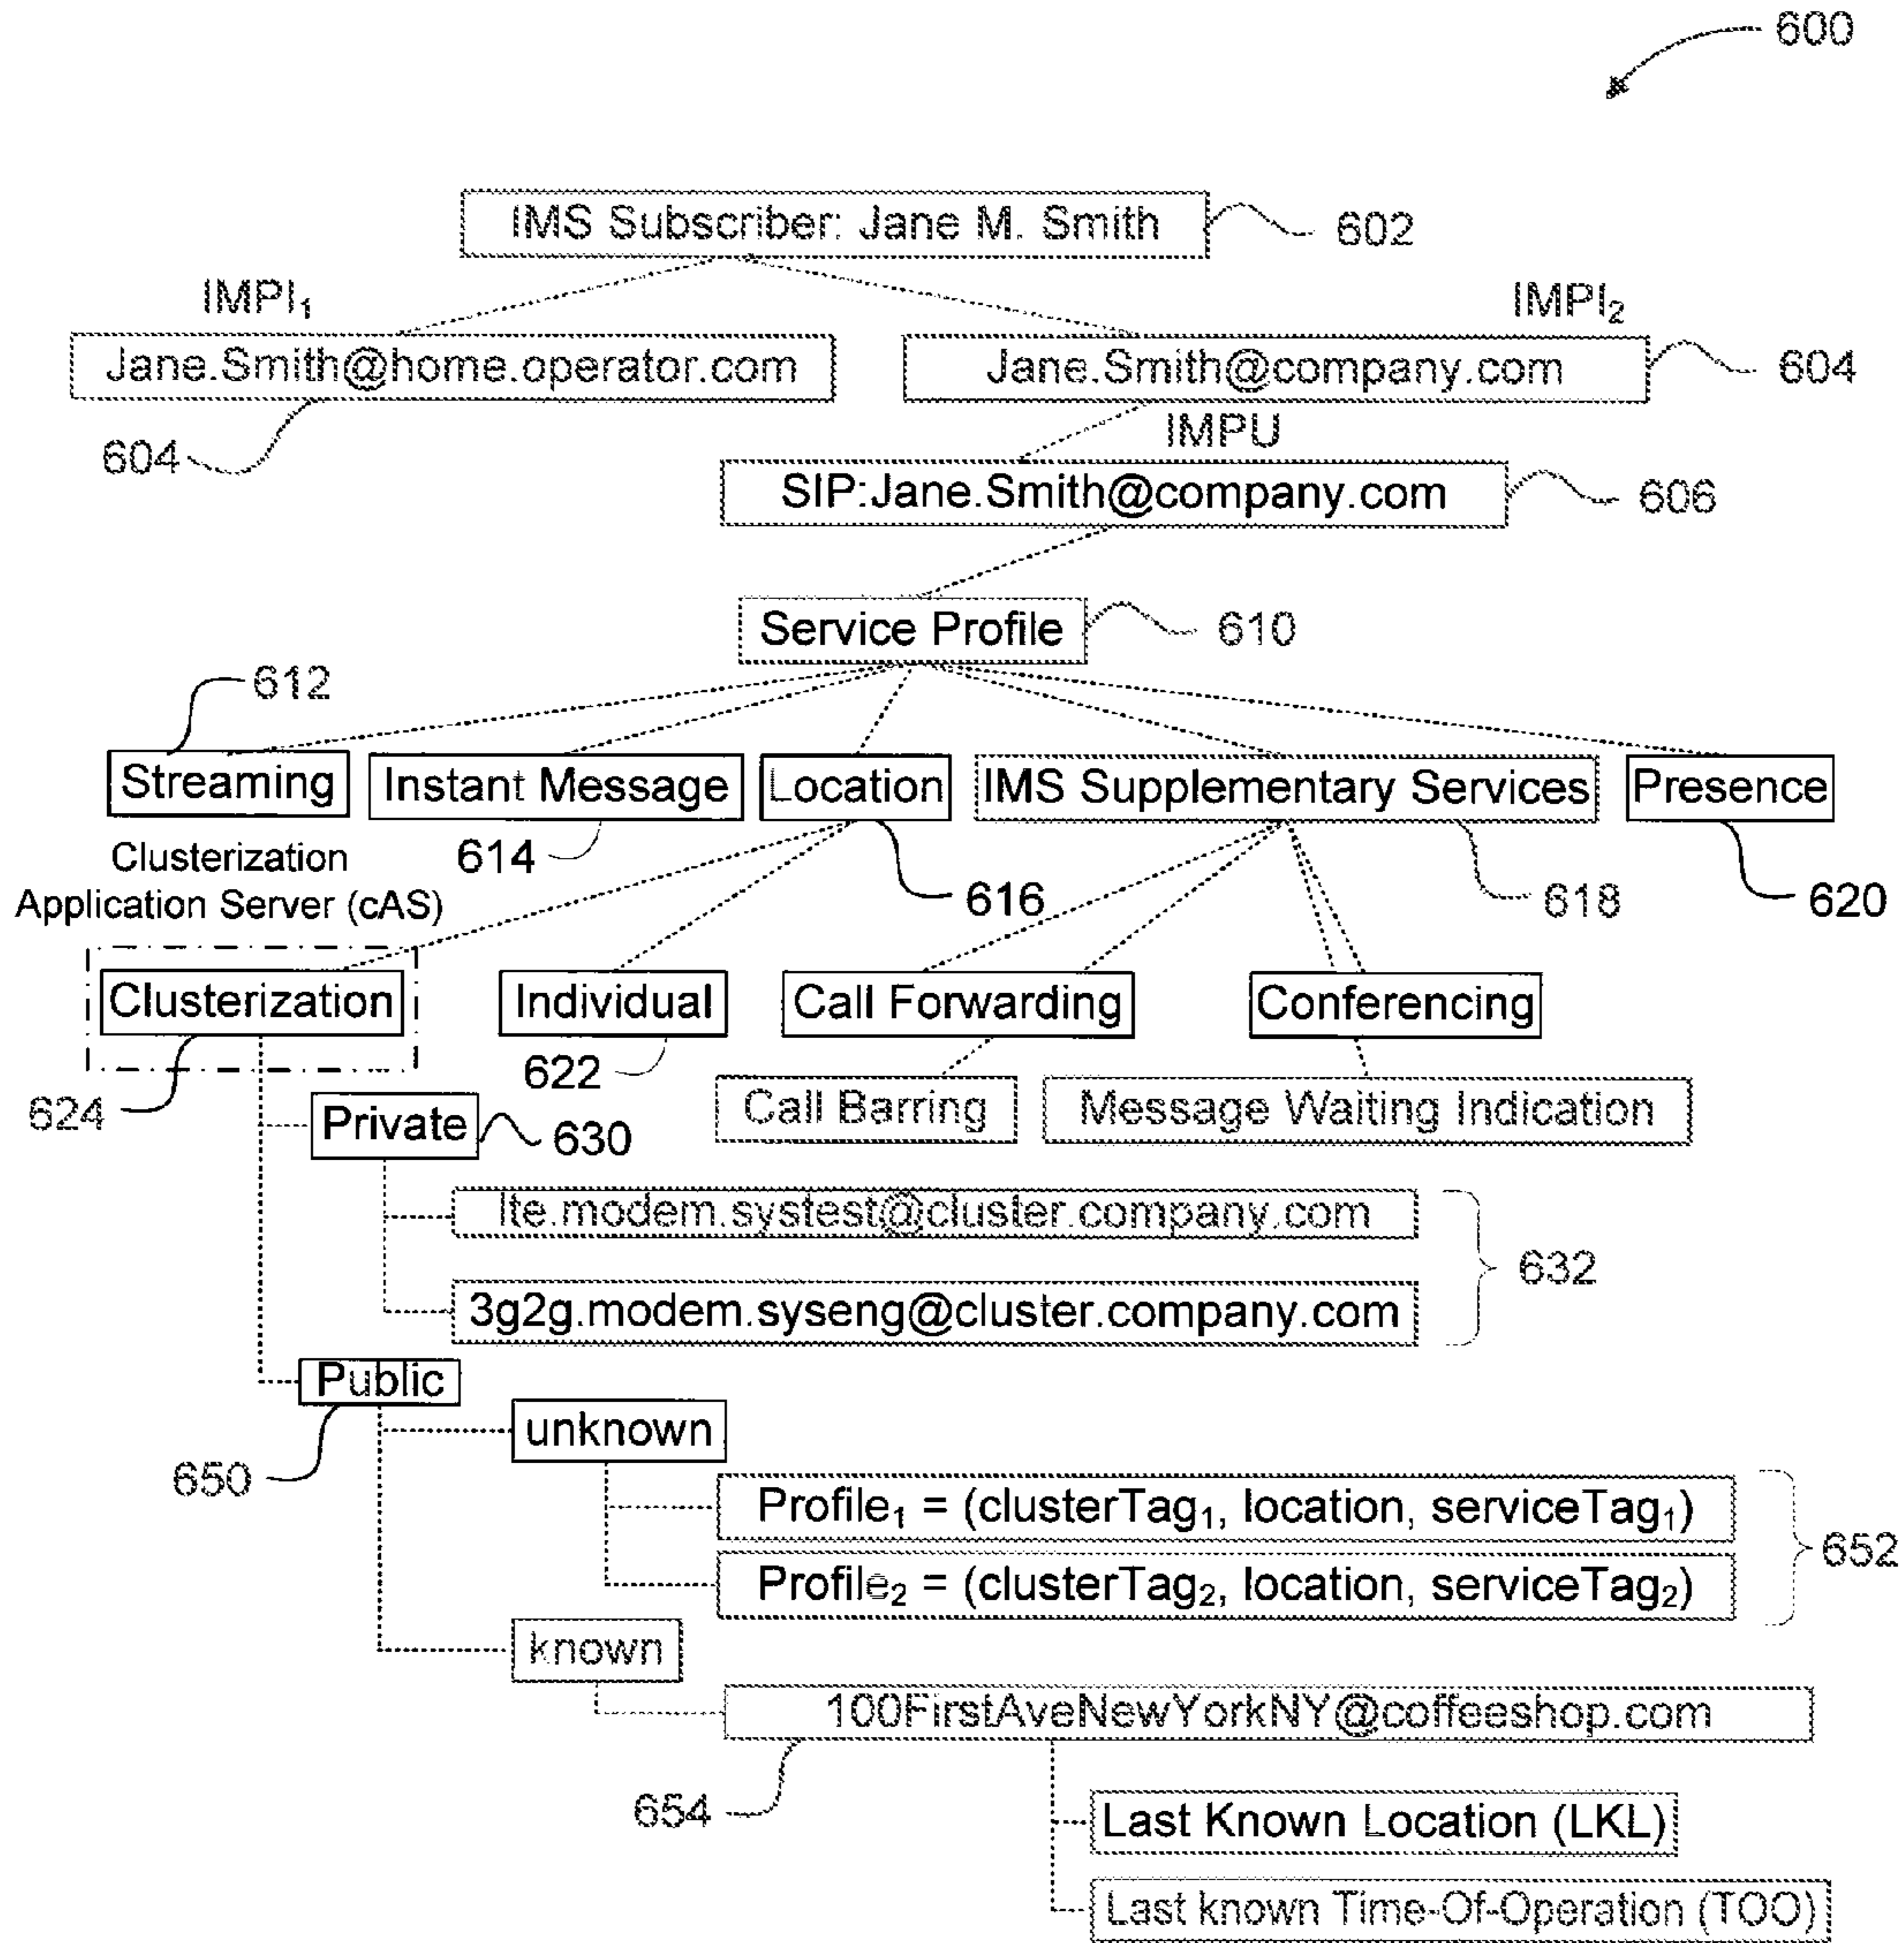 600
IMS Subscriber: Jane M. Smith
602
IMPI₁
IMPI₂
Jane.Smith@home.operator.com
Jane.Smith@company.com
604
604
IMPU
SIP:Jane.Smith@company.com
606
Service Profile
610
612
Streaming
Instant Message
Location
IMS Supplementary Services
Presence
614
616
618
620
Clusterization
Application Server (cAS)
Clusterization
Individual
Call Forwarding
Conferencing
622
624
Call Barring
Message Waiting Indication
Private
630
lte.modem.systest@cluster.company.com
632
3g2g.modem.syseng@cluster.company.com
Public
650
unknown
Profile₁ = (clusterTag₁, location, serviceTag₁)
652
Profile₂ = (clusterTag₂, location, serviceTag₂)
known
100FirstAveNewYorkNY@coffeeshop.com
654
Last Known Location (LKL)
Last known Time-Of-Operation (TOO)